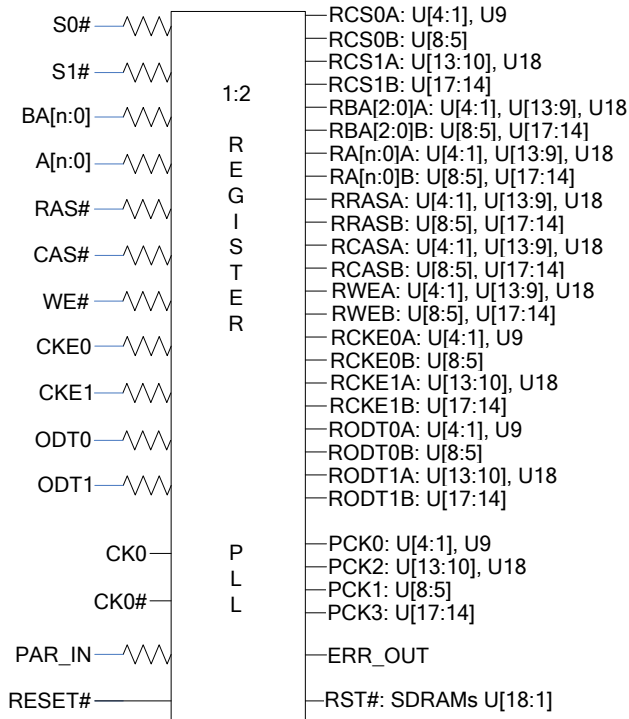 S0#
S1#
BA[n:0]
A[n:0]
RAS#
CAS#
WE#
CKE0
CKE1
ODT0
ODT1
CK0
CK0#
PAR_IN
RESET#
1:2
R
E
G
I
S
T
E
R
P
L
L
RCS0A: U[4:1], U9
RCS0B: U[8:5]
RCS1A: U[13:10], U18
RCS1B: U[17:14]
RBA[2:0]A: U[4:1], U[13:9], U18
RBA[2:0]B: U[8:5], U[17:14]
RA[n:0]A: U[4:1], U[13:9], U18
RA[n:0]B: U[8:5], U[17:14]
RRASA: U[4:1], U[13:9], U18
RRASB: U[8:5], U[17:14]
RCASA: U[4:1], U[13:9], U18
RCASB: U[8:5], U[17:14]
RWEA: U[4:1], U[13:9], U18
RWEB: U[8:5], U[17:14]
RCKE0A: U[4:1], U9
RCKE0B: U[8:5]
RCKE1A: U[13:10], U18
RCKE1B: U[17:14]
RODT0A: U[4:1], U9
RODT0B: U[8:5]
RODT1A: U[13:10], U18
RODT1B: U[17:14]
PCK0: U[4:1], U9
PCK2: U[13:10], U18
PCK1: U[8:5]
PCK3: U[17:14]
ERR_OUT
RST#: SDRAMs U[18:1]